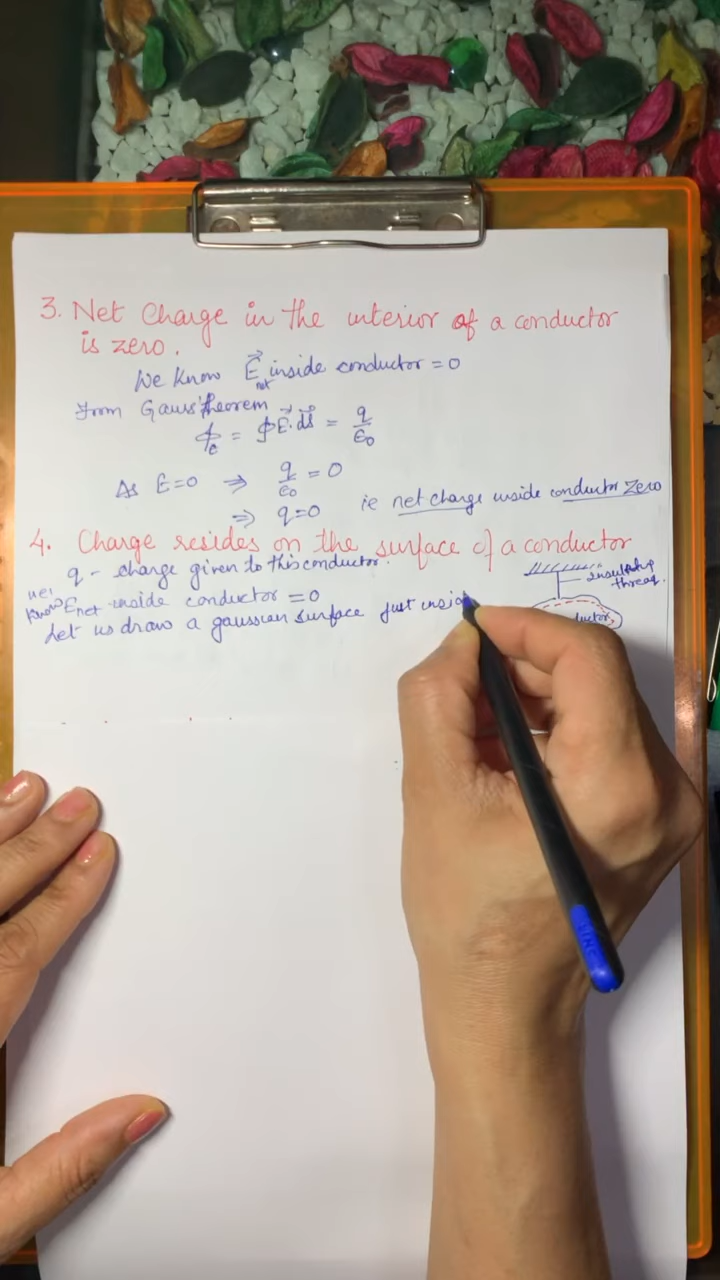 3. Net Charge in the interior of a conductor
is zero.
We know E⃗net inside conductor = 0
From Gauss theorem
ϕE = ∮E⃗.ds⃗ = q/ε0
As E=0 ⇒ q/ε0 = 0
⇒ q=0 ie net charge inside conductor zero
4. Charge resides on the surface of a conductor
q - charge given to this conductor.
insulating
thread.
we
know Enet inside conductor = 0
Let us draw a gaussian surface just insid